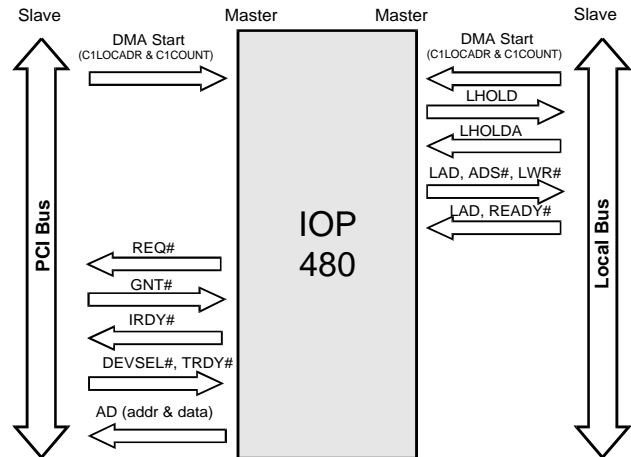 Slave
Master
Master
Slave
DMA Start
(C1LOCADR & C1COUNT)
DMA Start
(C1LOCADR & C1COUNT)
LHOLD
LHOLDA
LAD, ADS#, LWR#
LAD, READY#
PCI Bus
IOP
480
Local Bus
REQ#
GNT#
IRDY#
DEVSEL#, TRDY#
AD (addr & data)